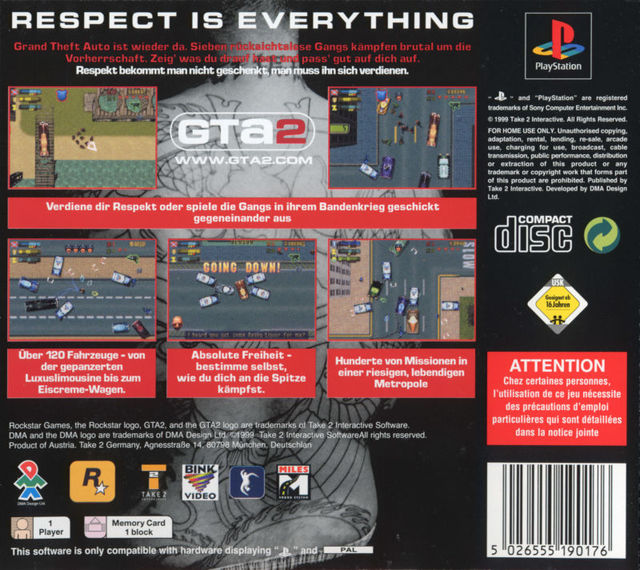 RESPECT IS EVERYTHING
Grand Theft Auto ist wieder da. Sieben rücksichtslose Gangs kämpfen brutal um die
Vorherrschaft. Zeig' was du drauf hast und pass' gut auf dich auf.
Respekt bekommt man nicht geschenkt, man muss ihn sich verdienen.
PlayStation
GTA2
WWW.GTA2.COM
Verdiene dir Respekt oder spiele die Gangs in ihrem Bandenkrieg geschickt
gegeneinander aus
GOING DOWN!
Über 120 Fahrzeuge - von
der gepanzerten
Luxuslimousine bis zum
Eiscreme-Wagen.
Absolute Freiheit -
bestimme selbst,
wie du dich an die Spitze
kämpfst.
Hunderte von Missionen in
einer riesigen, lebendigen
Metropole
" " and "PlayStation" are registered
trademarks of Sony Computer Entertainment Inc.
© 1999 Take 2 Interactive. All Rights Reserved.
FOR HOME USE ONLY. Unauthorised copying,
adaptation, rental, lending, re-sale, arcade
use, charging for use, broadcast, cable
transmission, public performance, distribution
or extraction of this product or any
trademark or copyright work that forms part
of this product are prohibited. Published by
Take 2 Interactive. Developed by DMA Design
Ltd.
COMPACT
disc
USK
Geeignet ab
16 Jahren
ATTENTION
Chez certaines personnes,
l'utilisation de ce jeu nécessite
des précautions d'emploi
particulières qui sont détaillées
dans la notice jointe
Rockstar Games, the Rockstar logo, GTA2, and the GTA2 logo are trademarks of Take 2 Interactive Software.
DMA and the DMA logo are trademarks of DMA Design Ltd. ©1999 Take 2 Interactive SoftwareAll rights reserved.
Product of Austria. Take 2 Germany, Agnesstraße 14, 80798 München, Deutschlan
DMA Design Ltd
R
TAKE 2
BINK
VIDEO
MILES
SOUND SYSTEM
1
Player
Memory Card
1 block
This software is only compatible with hardware displaying " " and PAL
5 026555 190176